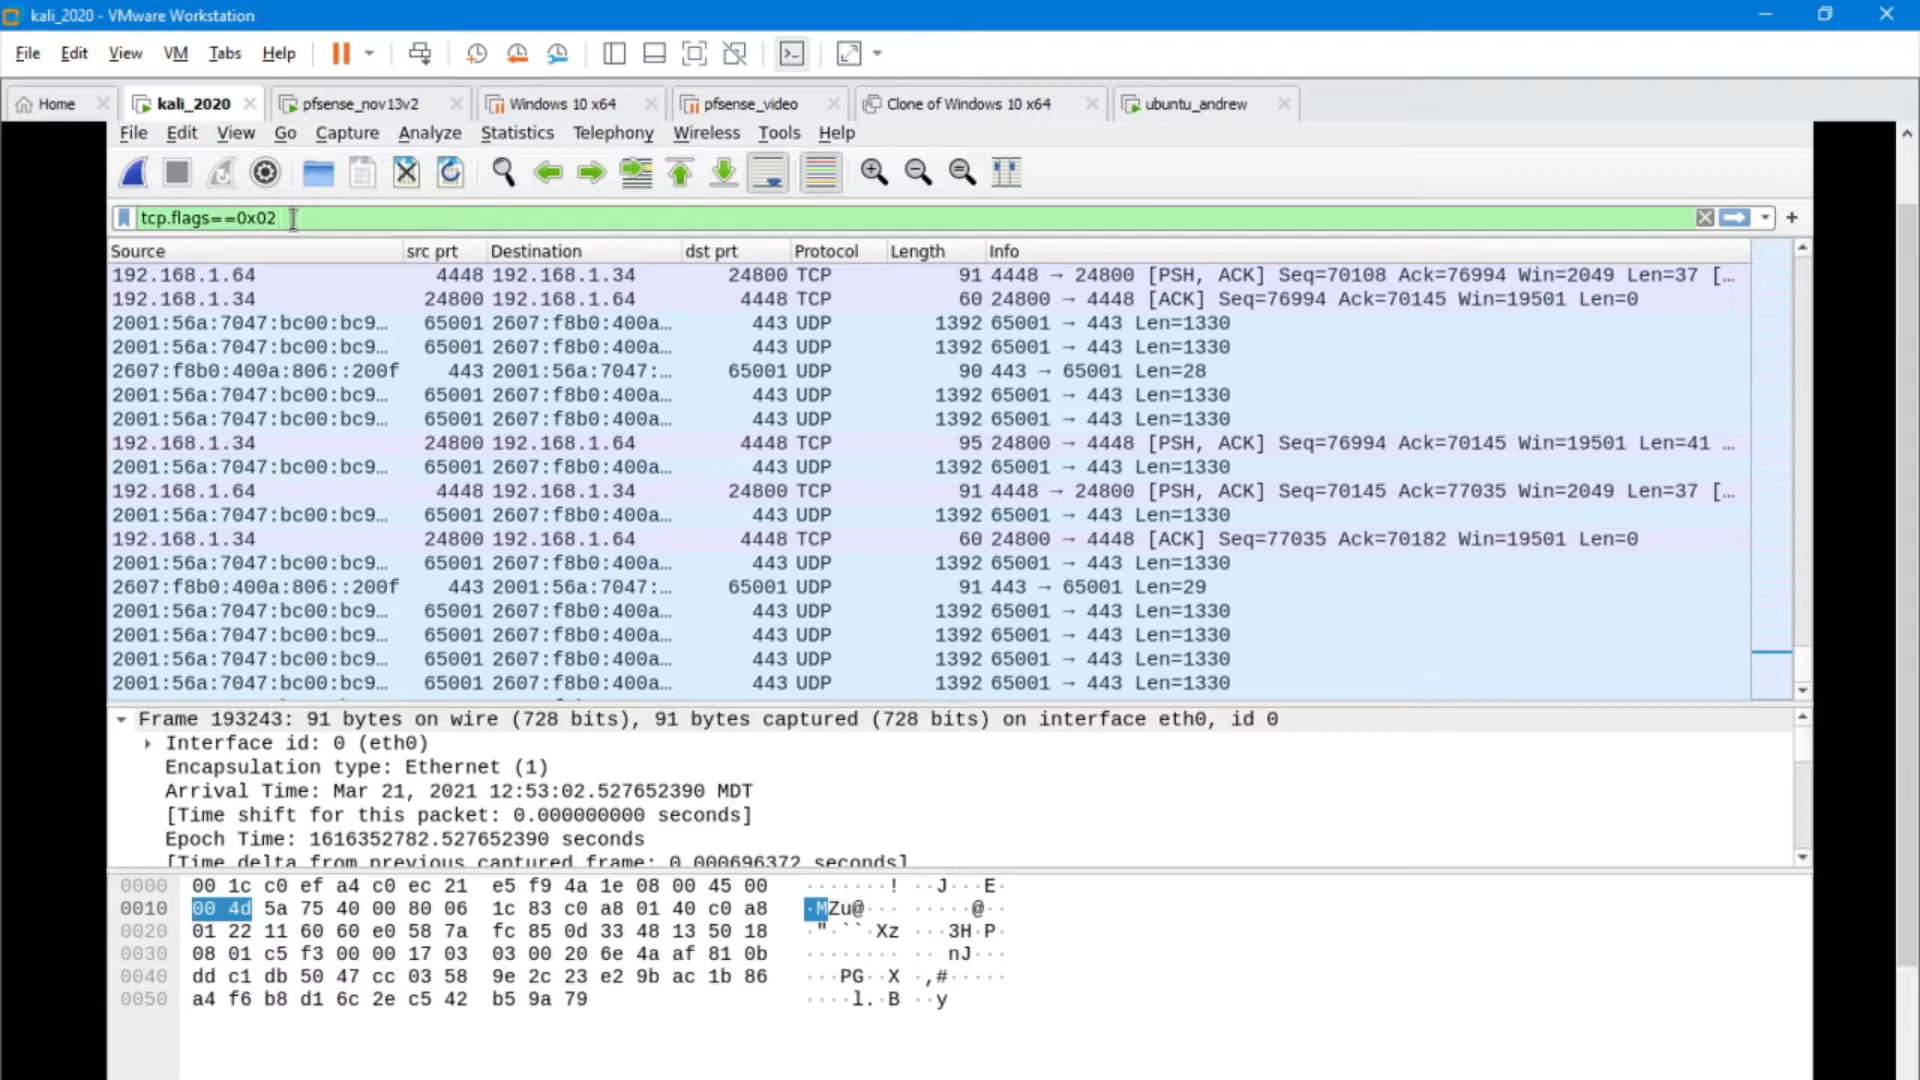 kali_2020 - VMware Workstation
File Edit View VM Tabs Help
Home kali_2020 pfsense_nov13v2 Windows 10 x64 pfsense_video Clone of Windows 10 x64 ubuntu_andrew
File Edit View Go Capture Analyze Statistics Telephony Wireless Tools Help
tcp.flags==0x02
Source src prt Destination dst prt Protocol Length Info
192.168.1.64 4448 192.168.1.34 24800 TCP 91 4448 → 24800 [PSH, ACK] Seq=70108 Ack=76994 Win=2049 Len=37 […
192.168.1.34 24800 192.168.1.64 4448 TCP 60 24800 → 4448 [ACK] Seq=76994 Ack=70145 Win=19501 Len=0
2001:56a:7047:bc00:bc9… 65001 2607:f8b0:400a… 443 UDP 1392 65001 → 443 Len=1330
2001:56a:7047:bc00:bc9… 65001 2607:f8b0:400a… 443 UDP 1392 65001 → 443 Len=1330
2607:f8b0:400a:806::200f 443 2001:56a:7047:… 65001 UDP 90 443 → 65001 Len=28
2001:56a:7047:bc00:bc9… 65001 2607:f8b0:400a… 443 UDP 1392 65001 → 443 Len=1330
2001:56a:7047:bc00:bc9… 65001 2607:f8b0:400a… 443 UDP 1392 65001 → 443 Len=1330
192.168.1.34 24800 192.168.1.64 4448 TCP 95 24800 → 4448 [PSH, ACK] Seq=76994 Ack=70145 Win=19501 Len=41 …
2001:56a:7047:bc00:bc9… 65001 2607:f8b0:400a… 443 UDP 1392 65001 → 443 Len=1330
192.168.1.64 4448 192.168.1.34 24800 TCP 91 4448 → 24800 [PSH, ACK] Seq=70145 Ack=77035 Win=2049 Len=37 […
2001:56a:7047:bc00:bc9… 65001 2607:f8b0:400a… 443 UDP 1392 65001 → 443 Len=1330
192.168.1.34 24800 192.168.1.64 4448 TCP 60 24800 → 4448 [ACK] Seq=77035 Ack=70182 Win=19501 Len=0
2001:56a:7047:bc00:bc9… 65001 2607:f8b0:400a… 443 UDP 1392 65001 → 443 Len=1330
2607:f8b0:400a:806::200f 443 2001:56a:7047:… 65001 UDP 91 443 → 65001 Len=29
2001:56a:7047:bc00:bc9… 65001 2607:f8b0:400a… 443 UDP 1392 65001 → 443 Len=1330
2001:56a:7047:bc00:bc9… 65001 2607:f8b0:400a… 443 UDP 1392 65001 → 443 Len=1330
2001:56a:7047:bc00:bc9… 65001 2607:f8b0:400a… 443 UDP 1392 65001 → 443 Len=1330
2001:56a:7047:bc00:bc9… 65001 2607:f8b0:400a… 443 UDP 1392 65001 → 443 Len=1330
Frame 193243: 91 bytes on wire (728 bits), 91 bytes captured (728 bits) on interface eth0, id 0
Interface id: 0 (eth0)
Encapsulation type: Ethernet (1)
Arrival Time: Mar 21, 2021 12:53:02.527652390 MDT
[Time shift for this packet: 0.000000000 seconds]
Epoch Time: 1616352782.527652390 seconds
[Time delta from previous captured frame: 0.000696372 seconds]
0000 00 1c c0 ef a4 c0 ec 21 e5 f9 4a 1e 08 00 45 00 ·······! ··J···E·
0010 00 4d 5a 75 40 00 80 06 1c 83 c0 a8 01 40 c0 a8 ·MZu@··· ·····@··
0020 01 22 11 60 60 e0 58 7a fc 85 0d 33 48 13 50 18 ·"·``·Xz ···3H·P·
0030 08 01 c5 f3 00 00 17 03 03 00 20 6e 4a af 81 0b ········ ·· nJ···
0040 dd c1 db 50 47 cc 03 58 9e 2c 23 e2 9b ac 1b 86 ···PG··X ·,#·····
0050 a4 f6 b8 d1 6c 2e c5 42 b5 9a 79 ····l.·B ··y